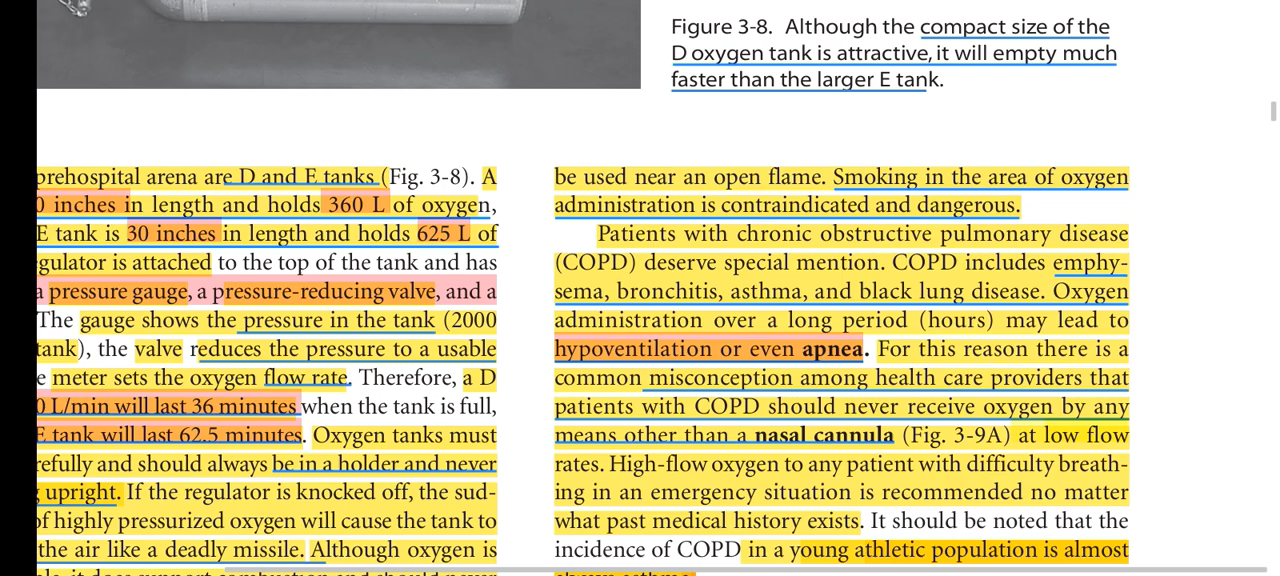 Figure 3-8. Although the compact size of the
D oxygen tank is attractive, it will empty much
faster than the larger E tank.
prehospital arena are D and E tanks (Fig. 3-8). A
0 inches in length and holds 360 L of oxygen,
E tank is 30 inches in length and holds 625 L of
gulator is attached to the top of the tank and has
a pressure gauge, a pressure-reducing valve, and a
The gauge shows the pressure in the tank (2000
tank), the valve reduces the pressure to a usable
e meter sets the oxygen flow rate. Therefore, a D
0 L/min will last 36 minutes when the tank is full,
E tank will last 62.5 minutes. Oxygen tanks must
refully and should always be in a holder and never
upright. If the regulator is knocked off, the sud-
of highly pressurized oxygen will cause the tank to
the air like a deadly missile. Although oxygen is
it does support combustion and should never
be used near an open flame. Smoking in the area of oxygen
administration is contraindicated and dangerous.
Patients with chronic obstructive pulmonary disease
(COPD) deserve special mention. COPD includes emphy-
sema, bronchitis, asthma, and black lung disease. Oxygen
administration over a long period (hours) may lead to
hypoventilation or even apnea. For this reason there is a
common misconception among health care providers that
patients with COPD should never receive oxygen by any
means other than a nasal cannula (Fig. 3-9A) at low flow
rates. High-flow oxygen to any patient with difficulty breath-
ing in an emergency situation is recommended no matter
what past medical history exists. It should be noted that the
incidence of COPD in a young athletic population is almost